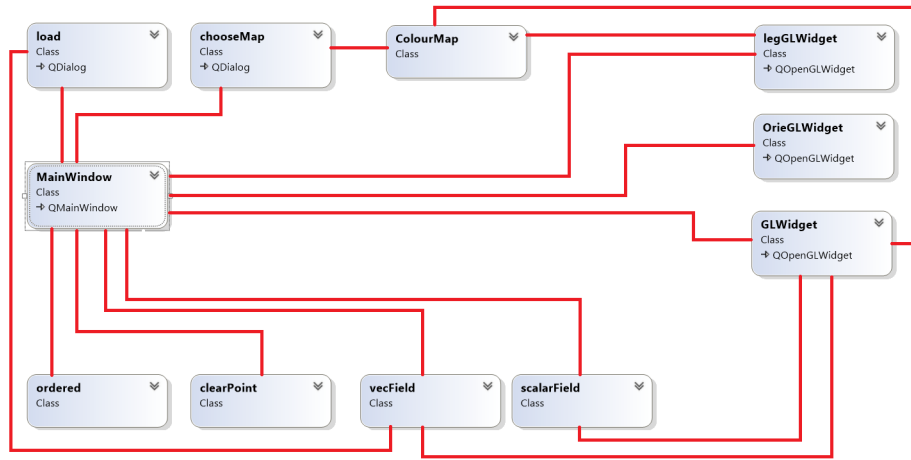 load
Class
QDialog
chooseMap
Class
QDialog
ColourMap
Class
legGLWidget
Class
QOpenGLWidget
OrieGLWidget
Class
QOpenGLWidget
MainWindow
Class
QMainWindow
GLWidget
Class
QOpenGLWidget
ordered
Class
clearPoint
Class
vecField
Class
scalarField
Class